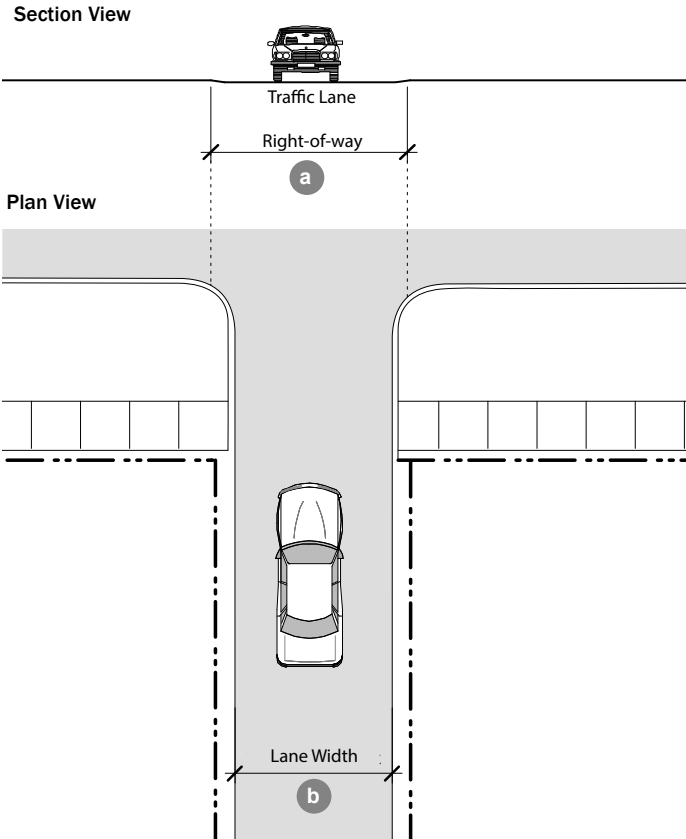 Section View
Traffic Lane
Right-of-way
a
Plan View
Lane Width
b